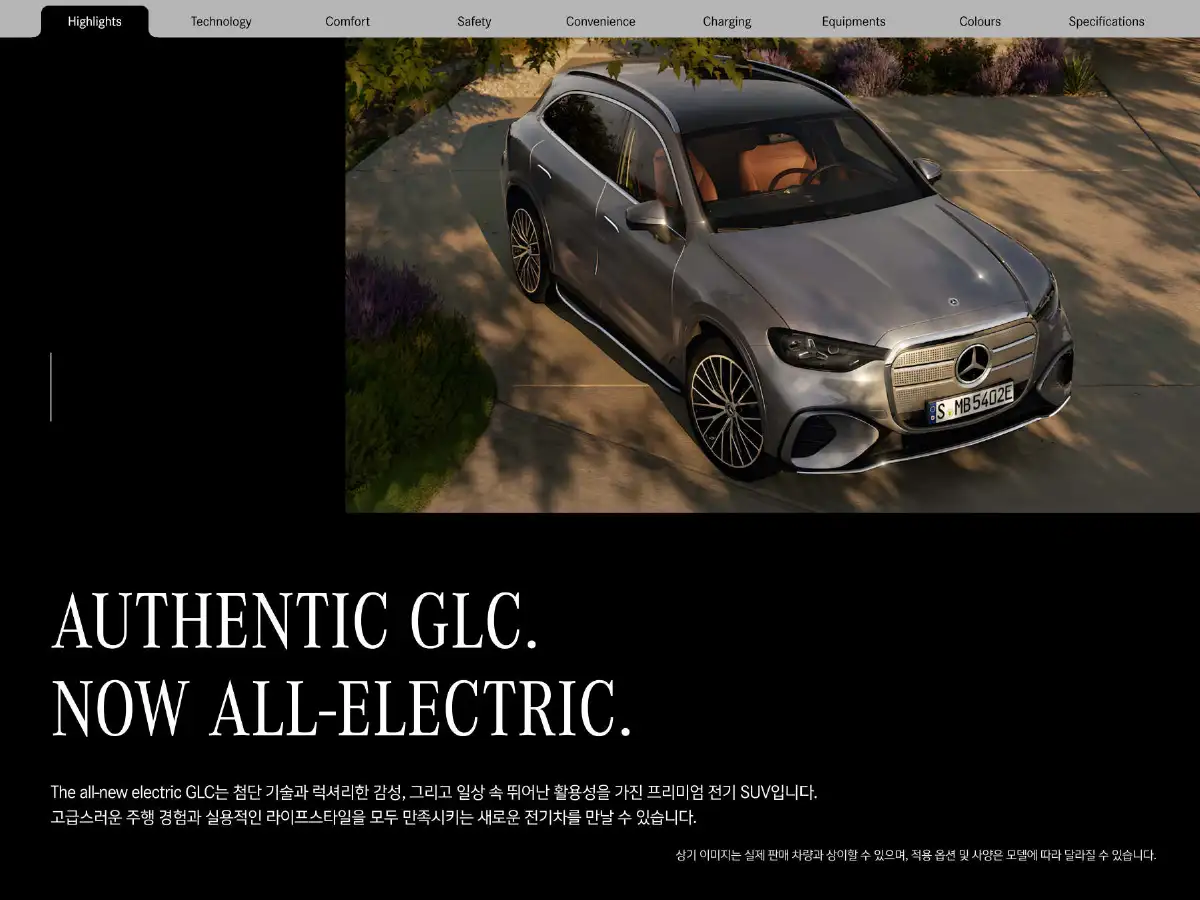 Highlights
Technology
Comfort
Safety
Convenience
Charging
Equipments
Colours
Specifications
S MB5402E
AUTHENTIC GLC.
NOW ALL-ELECTRIC.
The all-new electric GLC는 첨단 기술과 럭셔리한 감성, 그리고 일상 속 뛰어난 활용성을 가진 프리미엄 전기 SUV입니다.
고급스러운 주행 경험과 실용적인 라이프스타일을 모두 만족시키는 새로운 전기차를 만날 수 있습니다.
상기 이미지는 실제 판매 차량과 상이할 수 있으며, 적용 옵션 및 사양은 모델에 따라 달라질 수 있습니다.